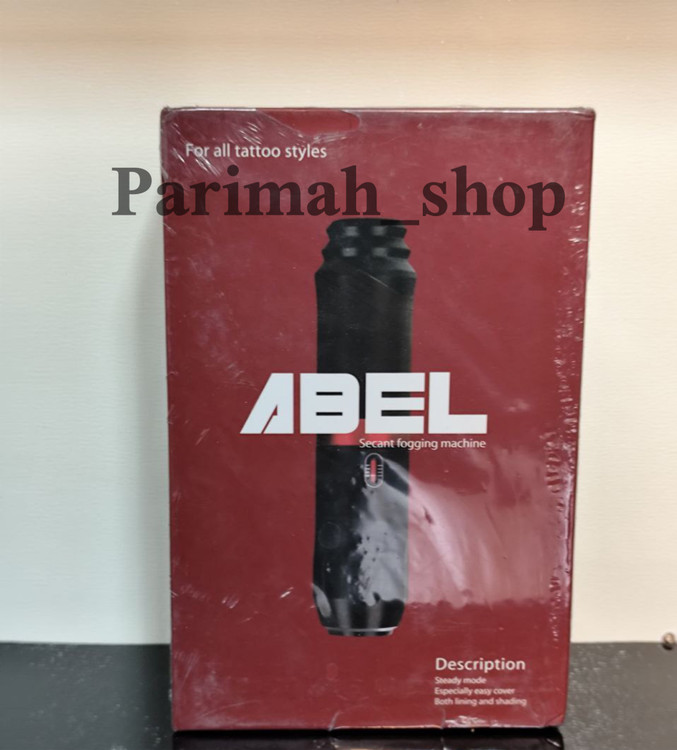 For all tattoo styles
Parimah_shop
ABEL
Secant fogging machine
Description
Steady mode
Especially easy cover
Both lining and shading